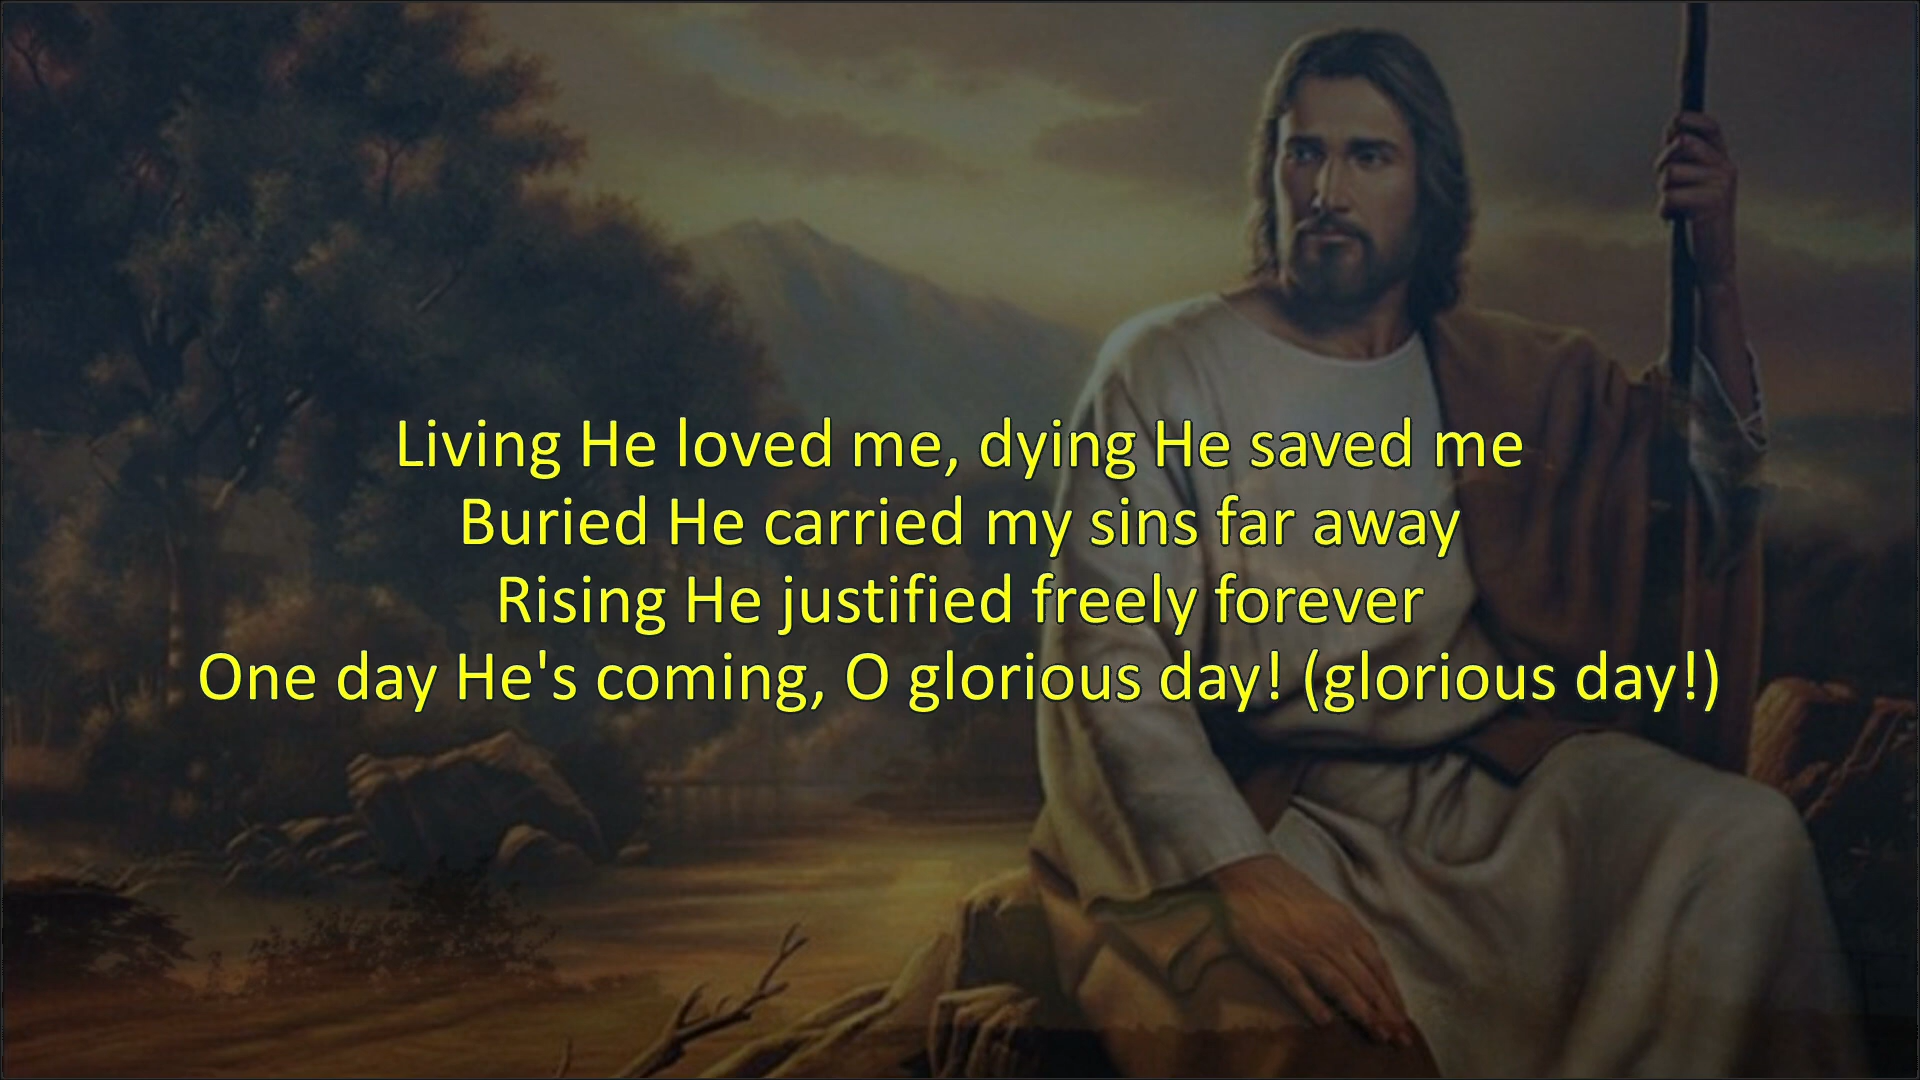 Living He loved me, dying He saved me
Buried He carried my sins far away
Rising He justified freely forever
One day He's coming, O glorious day! (glorious day!)